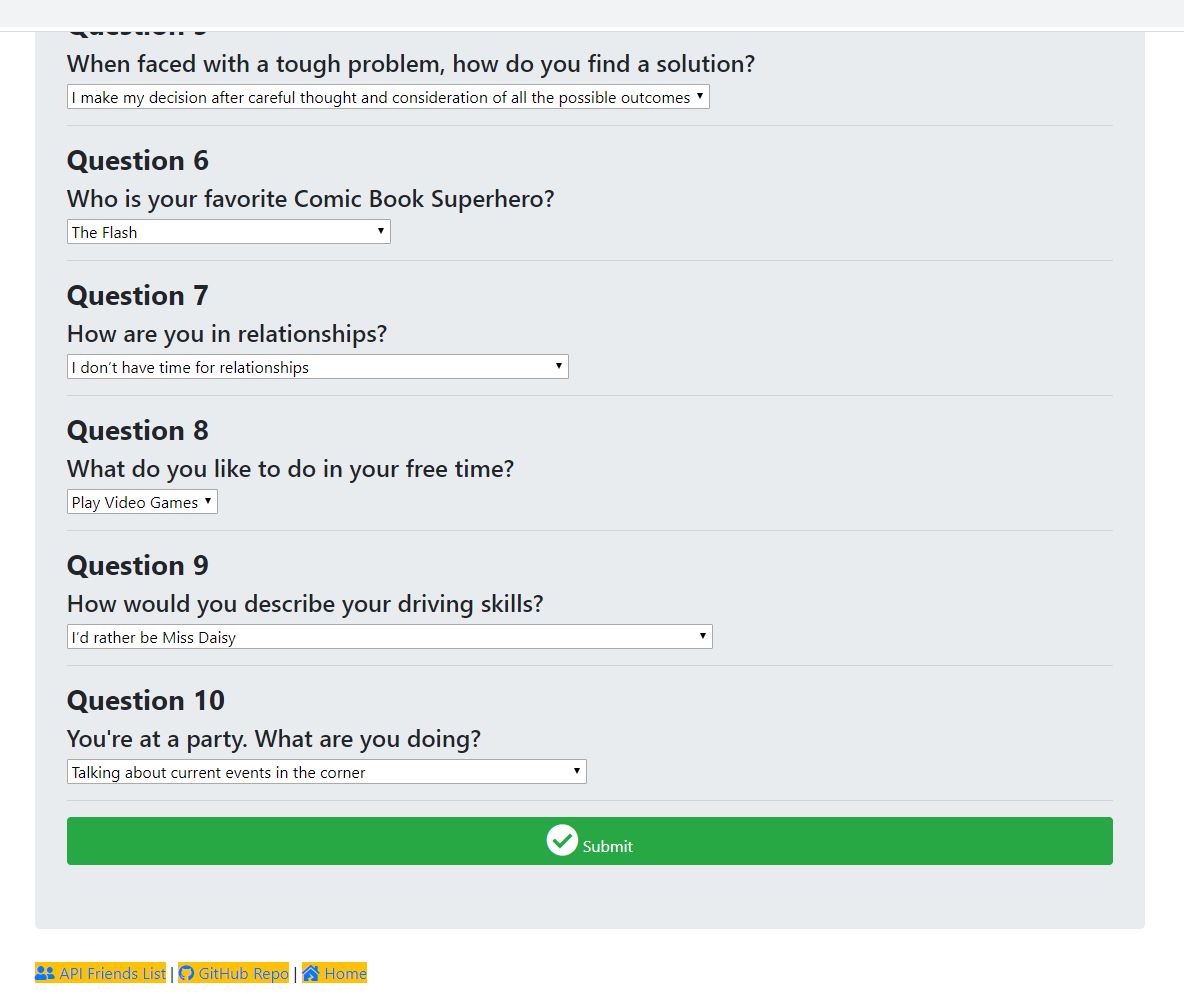 Question 5
When faced with a tough problem, how do you find a solution?
I make my decision after careful thought and consideration of all the possible outcomes
Question 6
Who is your favorite Comic Book Superhero?
The Flash
Question 7
How are you in relationships?
I don’t have time for relationships
Question 8
What do you like to do in your free time?
Play Video Games
Question 9
How would you describe your driving skills?
I’d rather be Miss Daisy
Question 10
You're at a party. What are you doing?
Talking about current events in the corner
Submit
API Friends List | GitHub Repo | Home